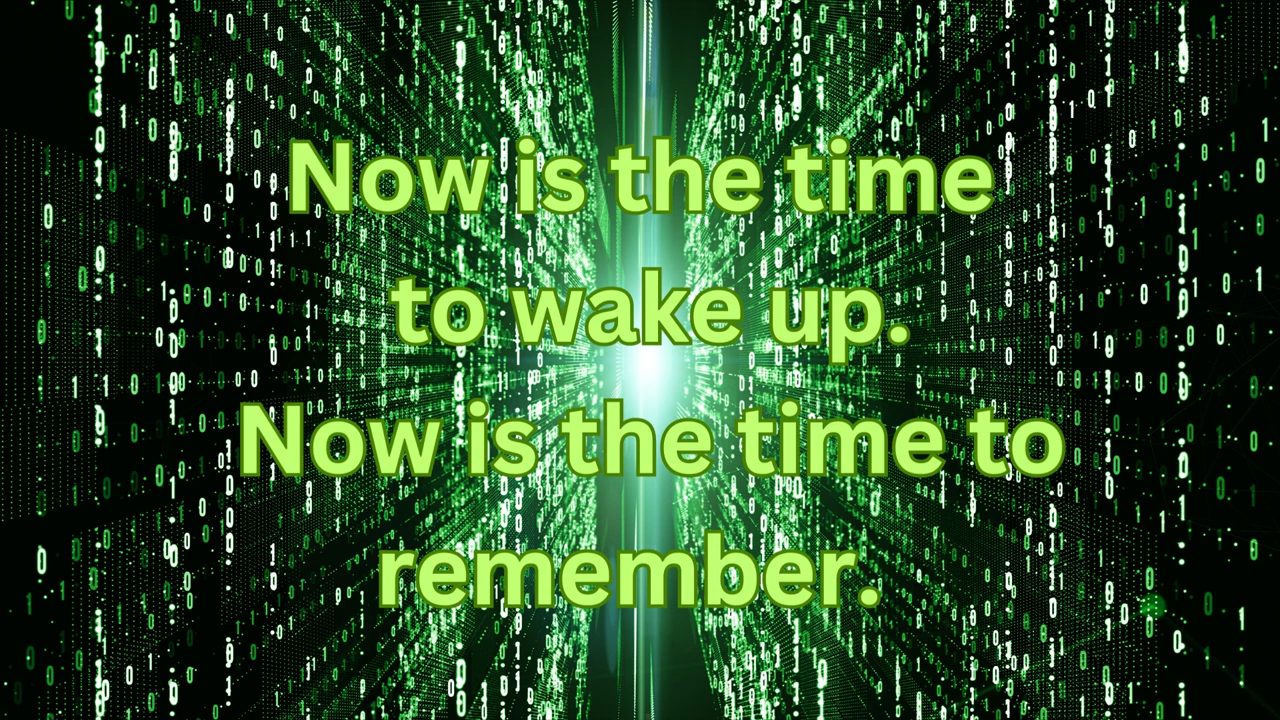 Now is the time
to wake up.
Now is the time to
remember.